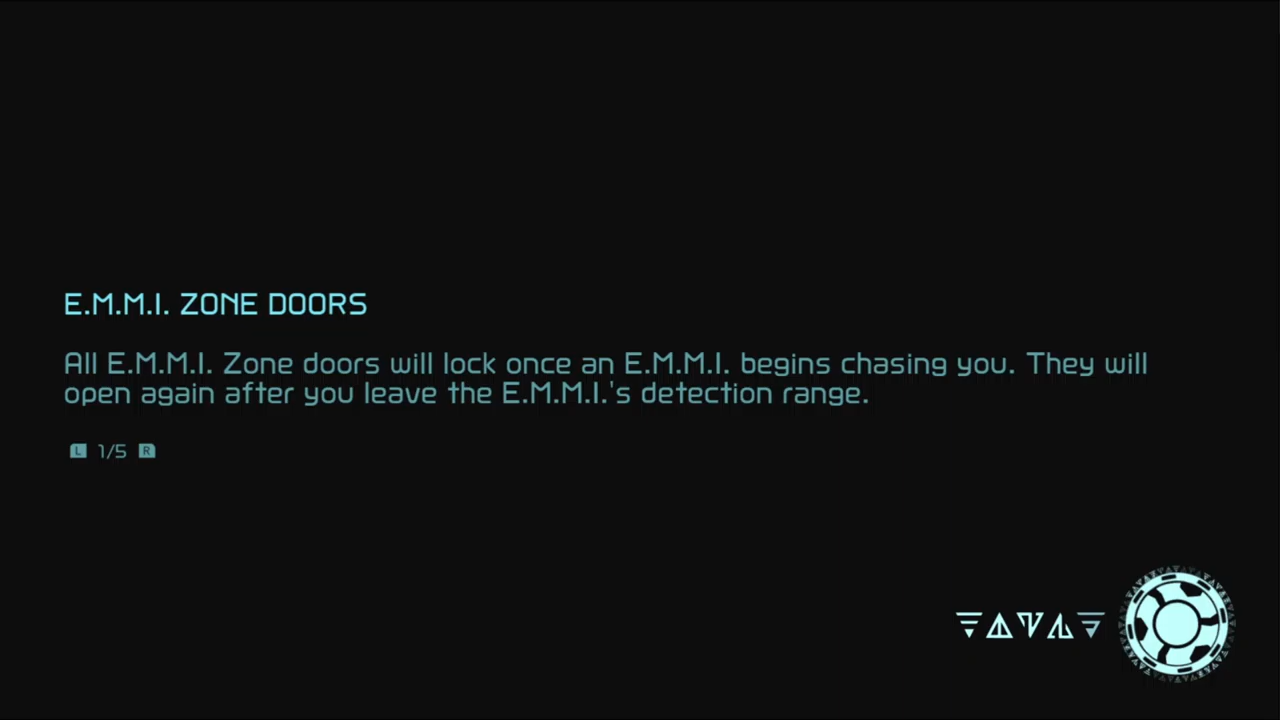 E.M.M.I. ZONE DOORS
All E.M.M.I. Zone doors will lock once an E.M.M.I. begins chasing you. They will
open again after you leave the E.M.M.I.'s detection range.
L 1/5 R